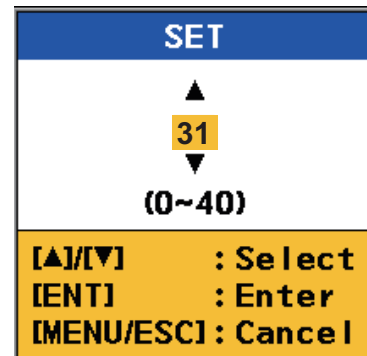 SET
▲
31
▼
(0~40)
[▲]/[▼] : Select
[ENT] : Enter
[MENU/ESC] : Cancel